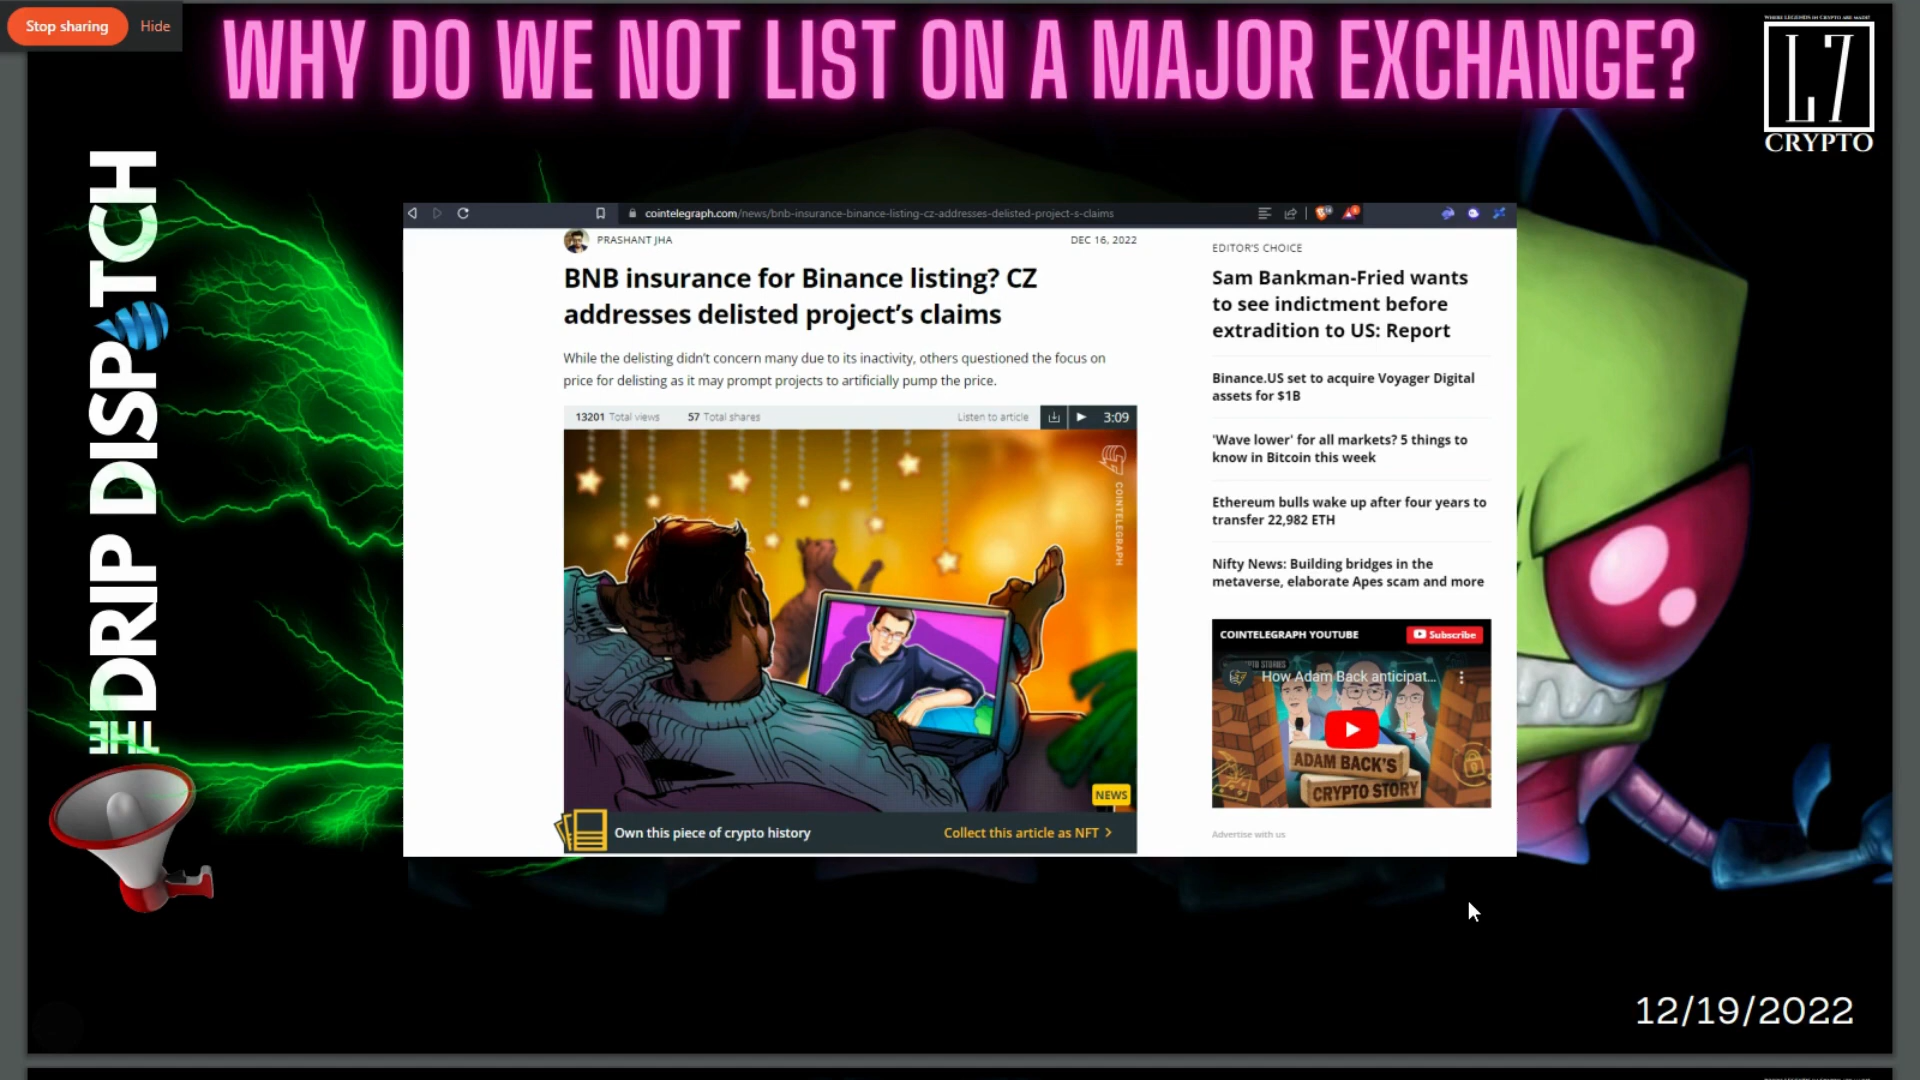 Stop sharing
Hide
WHY DO WE NOT LIST ON A MAJOR EXCHANGE?
WHERE LEGENDS IN CRYPTO ARE MADE!
L7
CRYPTO
THE DRIP DISP TCH
cointelegraph.com/news/bnb-insurance-binance-listing-cz-addresses-delisted-project-s-claims
PRASHANT JHA
DEC 16, 2022
BNB insurance for Binance listing? CZ
addresses delisted project's claims
While the delisting didn't concern many due to its inactivity, others questioned the focus on
price for delisting as it may prompt projects to artificially pump the price.
13201 Total views
57 Total shares
Listen to article
3:09
COINTELEGRAPH
NEWS
Own this piece of crypto history
Collect this article as NFT >
EDITOR'S CHOICE
Sam Bankman-Fried wants
to see indictment before
extradition to US: Report
Binance.US set to acquire Voyager Digital
assets for $1B
'Wave lower' for all markets? 5 things to
know in Bitcoin this week
Ethereum bulls wake up after four years to
transfer 22,982 ETH
Nifty News: Building bridges in the
metaverse, elaborate Apes scam and more
COINTELEGRAPH YOUTUBE
Subscribe
How Adam Back anticipat...
ADAM BACK'S
CRYPTO STORY
Advertise with us
12/19/2022